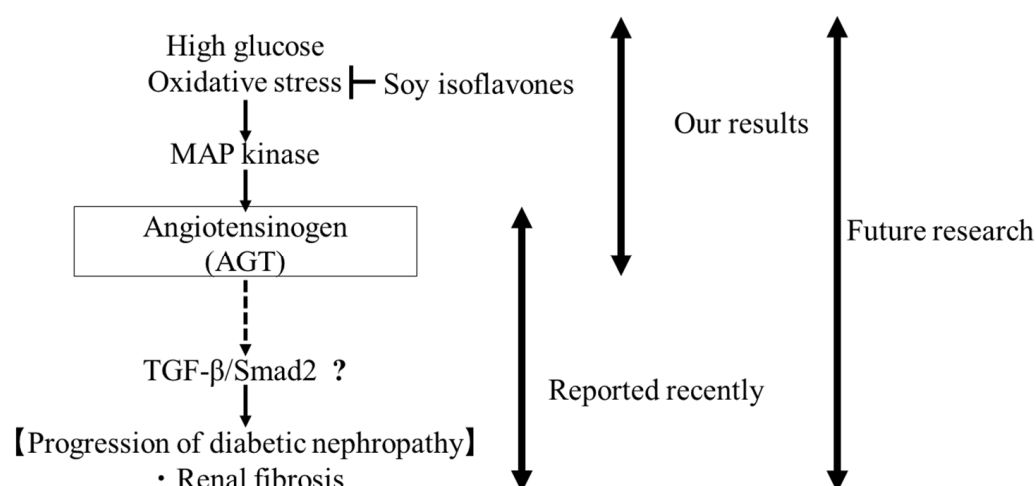 High glucose
Oxidative stress
Soy isoflavones
MAP kinase
Angiotensinogen
(AGT)
TGF-β/Smad2 ?
【Progression of diabetic nephropathy】
・Renal fibrosis
Our results
Reported recently
Future research